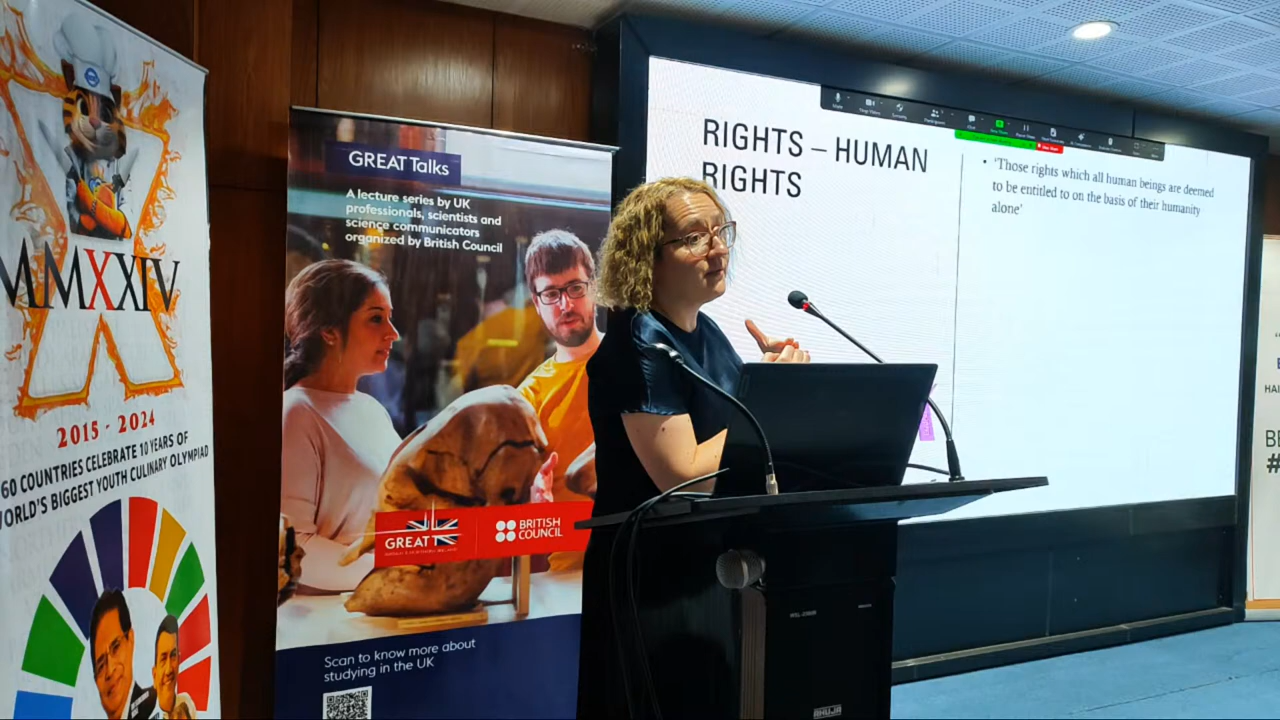 MMXXIV
2015 - 2024
60 COUNTRIES CELEBRATE 10 YEARS OF
WORLD'S BIGGEST YOUTH CULINARY OLYMPIAD
GREAT Talks
A lecture series by UK
professionals, scientists and
science communicators
organized by British Council
GREAT
BRITISH
COUNCIL
Scan to know more about
studying in the UK
RIGHTS – HUMAN
RIGHTS
• 'Those rights which all human beings are deemed
to be entitled to on the basis of their humanity
alone'
AHUJA